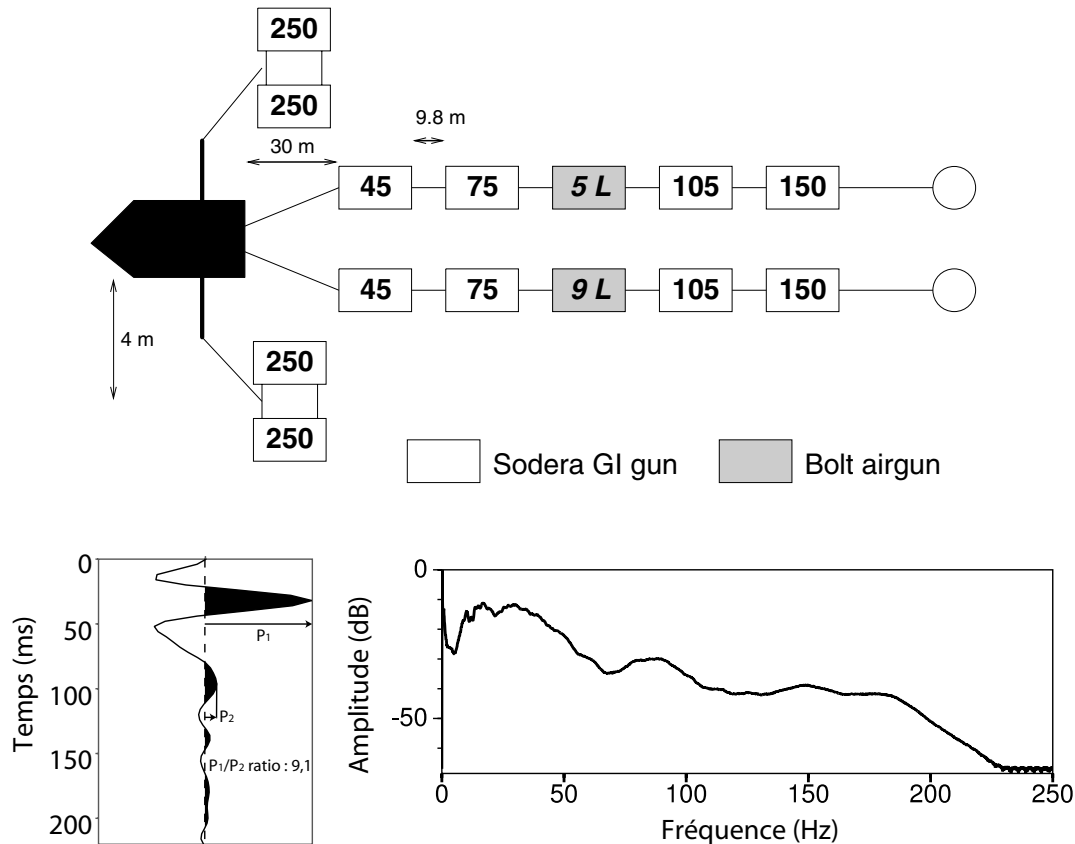 250
250
9.8 m
30 m
45 75 5 L 105 150
45 75 9 L 105 150
4 m
250
250
Sodera GI gun
Bolt airgun
0
50
100
150
200
Temps (ms)
P1
P2
P1/P2 ratio : 9,1
0
-50
Amplitude (dB)
0 50 100 150 200 250
Fréquence (Hz)